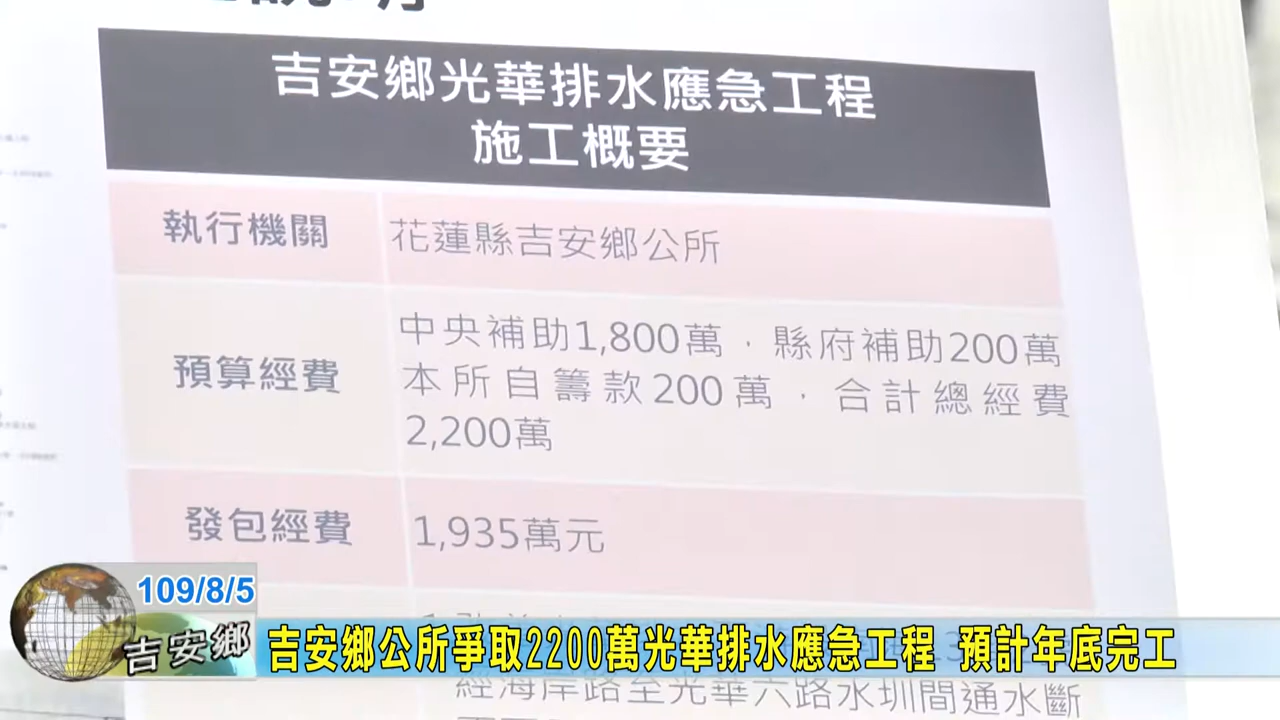 吉安鄉光華排水應急工程
施工概要
執行機關
花蓮縣吉安鄉公所
預算經費
中央補助1,800萬，縣府補助200萬
本所自籌款200萬，合計總經費
2,200萬
發包經費
1,935萬元
109/8/5
吉安鄉
吉安鄉公所爭取2200萬光華排水應急工程 預計年底完工
經海岸路至光華六路水圳間通水斷